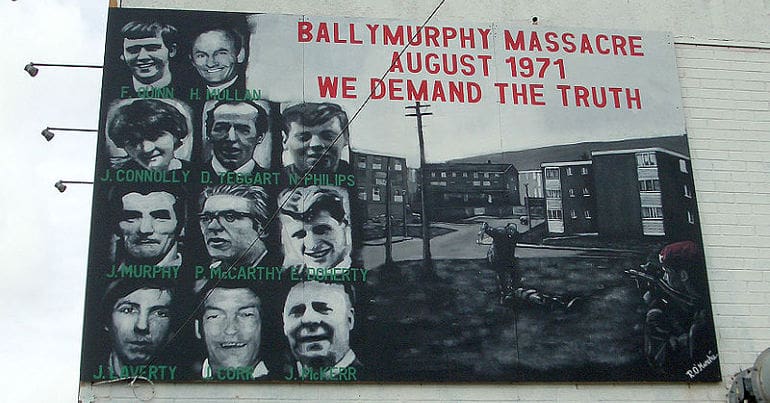 BALLYMURPHY MASSACRE
AUGUST 1971
WE DEMAND THE TRUTH
F. QUINN H. MULLAN
J. CONNOLLY D. TEGGART N. PHILIPS
J. MURPHY P. McCARTHY E. DOHERTY
J. LAVERTY J. CORR J. McKERR